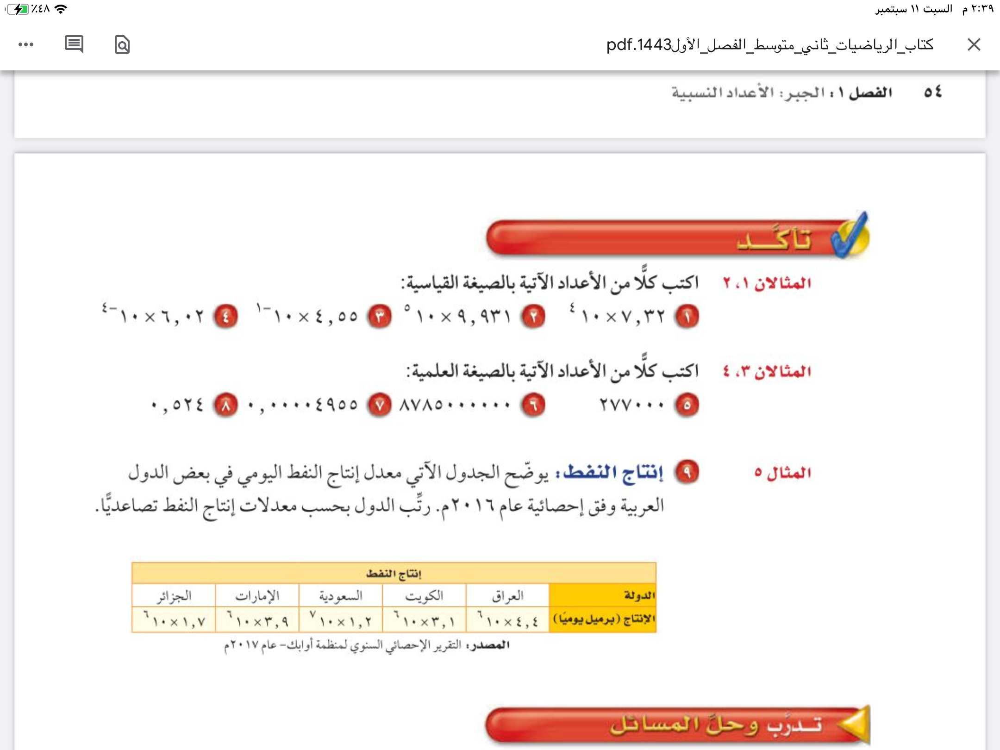 ٢:٣٩ م السبت ١١ سبتمبر ٪٤٨
كتاب_الرياضيات_ثاني_متوسط_الفصل_الأول1443.pdf
٥٤ الفصل ١: الجبر: الأعداد النسبية
تأكَّد
المثالان ١، ٢ اكتب كلًّا من الأعداد الآتية بالصيغة القياسية:
١ ٧,٣٢ × ١٠^٤ ٢ ٩,٩٣١ × ١٠^٥ ٣ ٤,٥٥ × ١٠^-١ ٤ ٦,٠٢ × ١٠^-٤
المثالان ٣، ٤ اكتب كلًّا من الأعداد الآتية بالصيغة العلمية:
٥ ٢٧٧٠٠٠ ٦ ٨٧٨٥٠٠٠٠٠٠ ٧ ٠,٠٠٠٠٤٩٥٥ ٨ ٠,٥٢٤
المثال ٥ ٩ إنتاج النفط: يوضّح الجدول الآتي معدل إنتاج النفط اليومي في بعض الدول
العربية وفق إحصائية عام ٢٠١٦م. رتِّب الدول بحسب معدلات إنتاج النفط تصاعديًّا.
إنتاج النفط
الدولة العراق الكويت السعودية الإمارات الجزائر
الإنتاج (برميل يوميًا) ٤,٤ × ١٠^٦ ٣,١ × ١٠^٦ ١,٢ × ١٠^٧ ٣,٩ × ١٠^٦ ١,٧ × ١٠^٦
المصدر: التقرير الإحصائي السنوي لمنظمة أوابك- عام ٢٠١٧م
تدرَّب وحلَّ المسائل